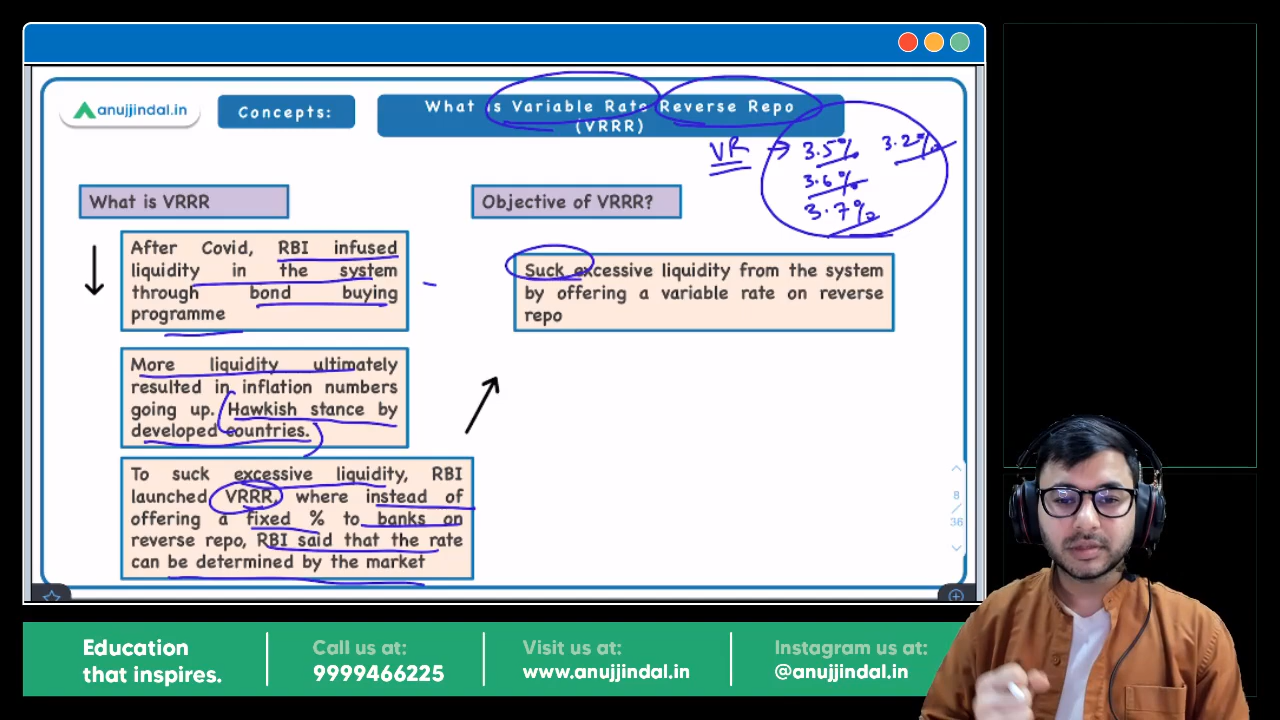 anujjindal.in
Concepts:
What is Variable Rate Reverse Repo
(VRRR)
VR → 3.5% 3.2%
3.6%
3.7%
What is VRRR
After Covid, RBI infused
liquidity in the system
through bond buying
programme
More liquidity ultimately
resulted in inflation numbers
going up. Hawkish stance by
developed countries.
To suck excessive liquidity, RBI
launched VRRR, where instead of
offering a fixed % to banks on
reverse repo, RBI said that the rate
can be determined by the market
Objective of VRRR?
Suck excessive liquidity from the system
by offering a variable rate on reverse
repo
8
/
36
Education
that inspires.
Call us at:
9999466225
Visit us at:
www.anujjindal.in
Instagram us at:
@anujjindal.in